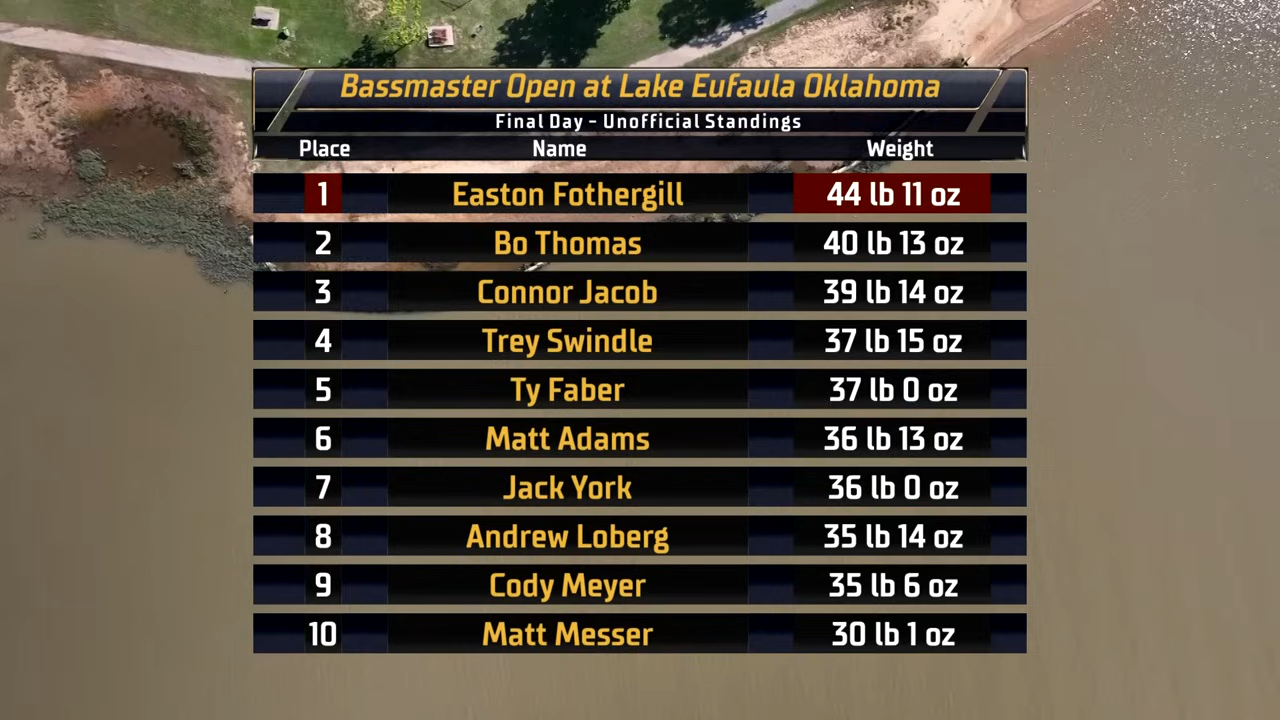 Bassmaster Open at Lake Eufaula Oklahoma
Final Day - Unofficial Standings
Place Name Weight
1 Easton Fothergill 44 lb 11 oz
2 Bo Thomas 40 lb 13 oz
3 Connor Jacob 39 lb 14 oz
4 Trey Swindle 37 lb 15 oz
5 Ty Faber 37 lb 0 oz
6 Matt Adams 36 lb 13 oz
7 Jack York 36 lb 0 oz
8 Andrew Loberg 35 lb 14 oz
9 Cody Meyer 35 lb 6 oz
10 Matt Messer 30 lb 1 oz